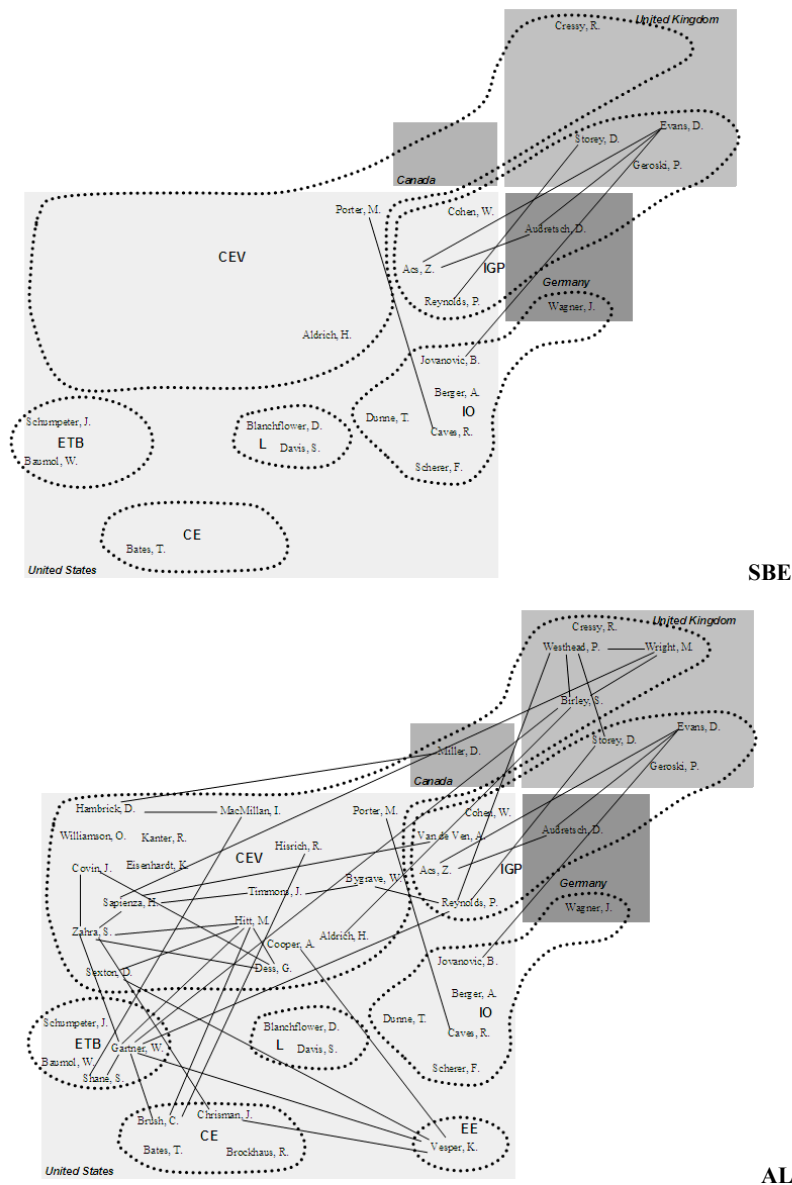 United Kingdom
Cressy, R.
Evans, D.
Storey, D.
Geroski, P.
Canada
Porter, M.
Cohen, W.
Audretsch, D.
CEV
Acs, Z.
IGP
Germany
Reynolds, P.
Wagner, J.
Aldrich, H.
Jovanovic, B.
Berger, A.
Dunne, T.
IO
Schumpeter, J.
Blanchflower, D.
Caves, R.
ETB
L
Davis, S.
Baumol, W.
Scherer, F.
CE
Bates, T.
United States
SBE
United Kingdom
Cressy, R.
Westhead, P.
Wright, M.
Birley, S.
Evans, D.
Storey, D.
Miller, D.
Geroski, P.
Canada
Hambrick, D.
MacMillan, I.
Porter, M.
Cohen, W.
Williamson, O.
Kanter, R.
Van de Ven, A.
Audretsch, D.
Hisrich, R.
CEV
Eisenhardt, K.
Covin, J.
Acs, Z.
IGP
Bygrave, W.
Germany
Timmons, J.
Sapienza, H.
Reynolds, P.
Wagner, J.
Hitt, M.
Zahra, S.
Aldrich, H.
Cooper, A.
Jovanovic, B.
Sexton, D.
Dess, G.
Berger, A.
IO
Schumpeter, J.
Blanchflower, D.
Dunne, T.
Caves, R.
ETB
Gartner, W.
L
Davis, S.
Baumol, W.
Scherer, F.
Shane, S.
Chrisman, J.
Brush, C.
EE
CE
Vesper, K.
Bates, T.
Brockhaus, R.
United States
AL